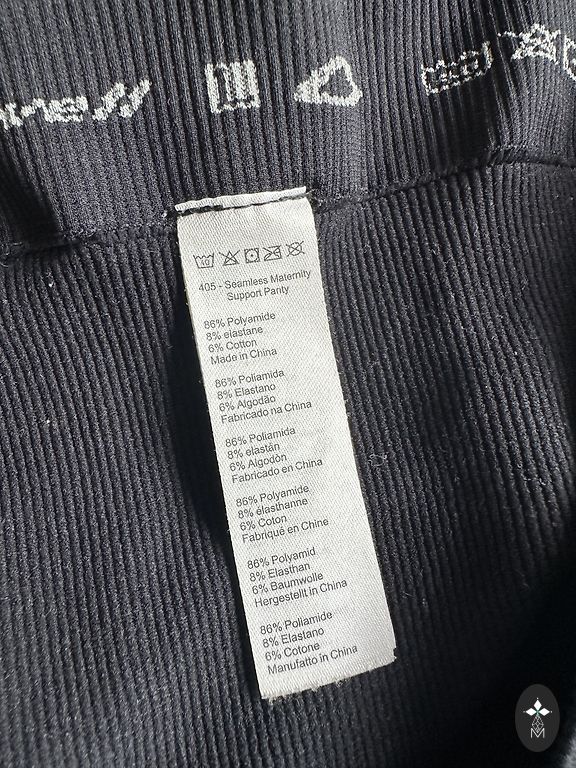 40
405 - Seamless Maternity
Support Panty
86% Polyamide
8% elastane
6% Cotton
Made in China
86% Poliamida
8% Elastano
6% Algodão
Fabricado na China
86% Poliamida
8% elastán
6% Algodòn
Fabricado en China
86% Polyamide
8% élasthanne
6% Coton
Fabriqué en Chine
86% Polyamid
8% Elasthan
6% Baumwolle
Hergestellt in China
86% Poliamide
8% Elastano
6% Cotone
Manufatto in China
M